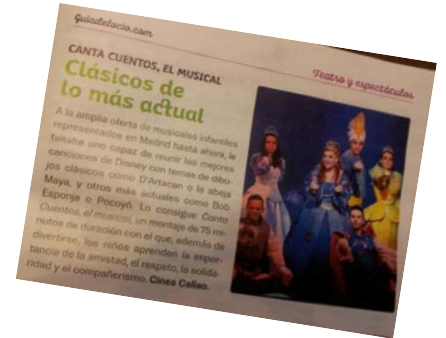 Guiadelocio.com
Teatro y espectáculos
CANTA CUENTOS, EL MUSICAL
Clásicos de
lo más actual
A la amplia oferta de musicales infantiles
representados en Madrid hasta ahora, le
faltaba uno capaz de reunir las mejores
canciones de Disney con temas de dibu-
jos clásicos como D'Artacan o la abeja
Maya, y otros más actuales como Bob
Esponja o Pocoyó. Lo consigue Canta
Cuentos, el musical, un montaje de 75 mi-
nutos de duración con el que, además de
divertirse, los niños aprenden la impor-
tancia de la amistad, el respeto, la solida-
ridad y el compañerismo. Cines Callao.